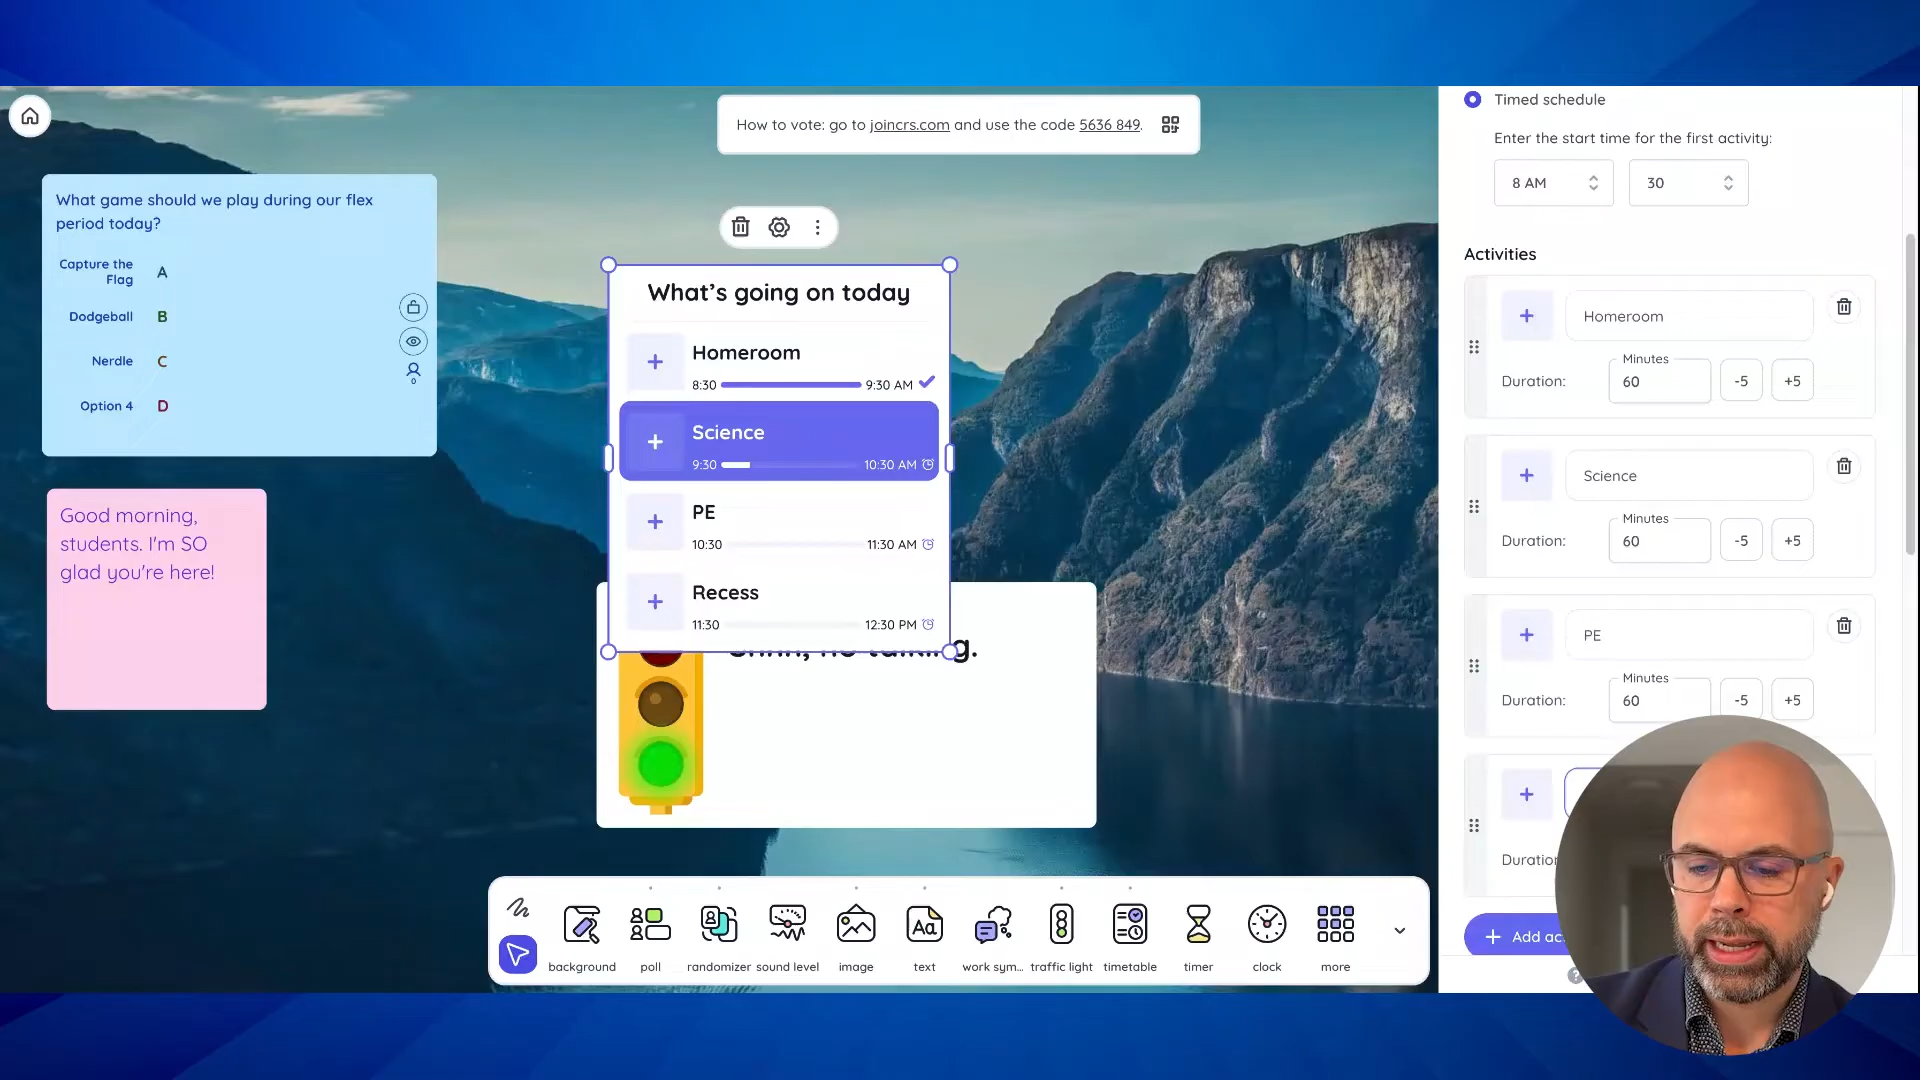 How to vote: go to joincrs.com and use the code 5636 849.
What game should we play during our flex
period today?
Capture the
Flag
A
Dodgeball B
Nerdle C
Option 4 D
0
Good morning,
students. I'm SO
glad you're here!
What's going on today
Homeroom
8:30 9:30 AM
Science
9:30 10:30 AM
PE
10:30 11:30 AM
Recess
11:30 12:30 PM
background
poll
randomizer
sound level
image
Aa
text
work sym...
traffic light
timetable
timer
clock
more
Timed schedule
Enter the start time for the first activity:
8 AM 30
Activities
Homeroom
Minutes
Duration: 60 -5 +5
Science
Minutes
Duration: 60 -5 +5
PE
Minutes
Duration: 60 -5 +5
Add